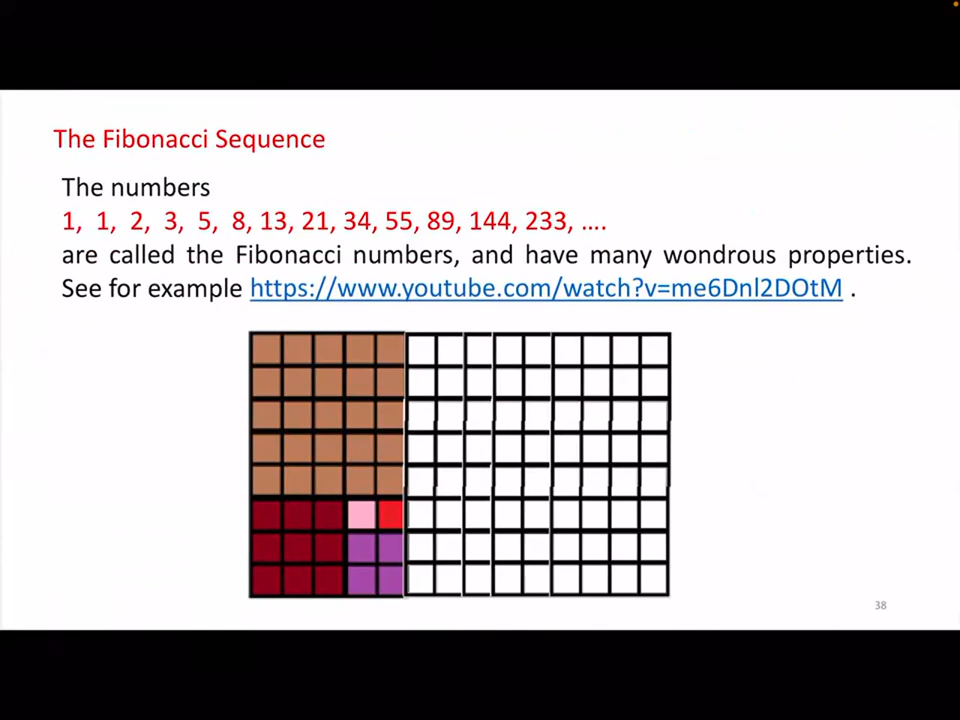 The Fibonacci Sequence
The numbers
1, 1, 2, 3, 5, 8, 13, 21, 34, 55, 89, 144, 233, ….
are called the Fibonacci numbers, and have many wondrous properties.
See for example https://www.youtube.com/watch?v=me6Dnl2DOtM .
38